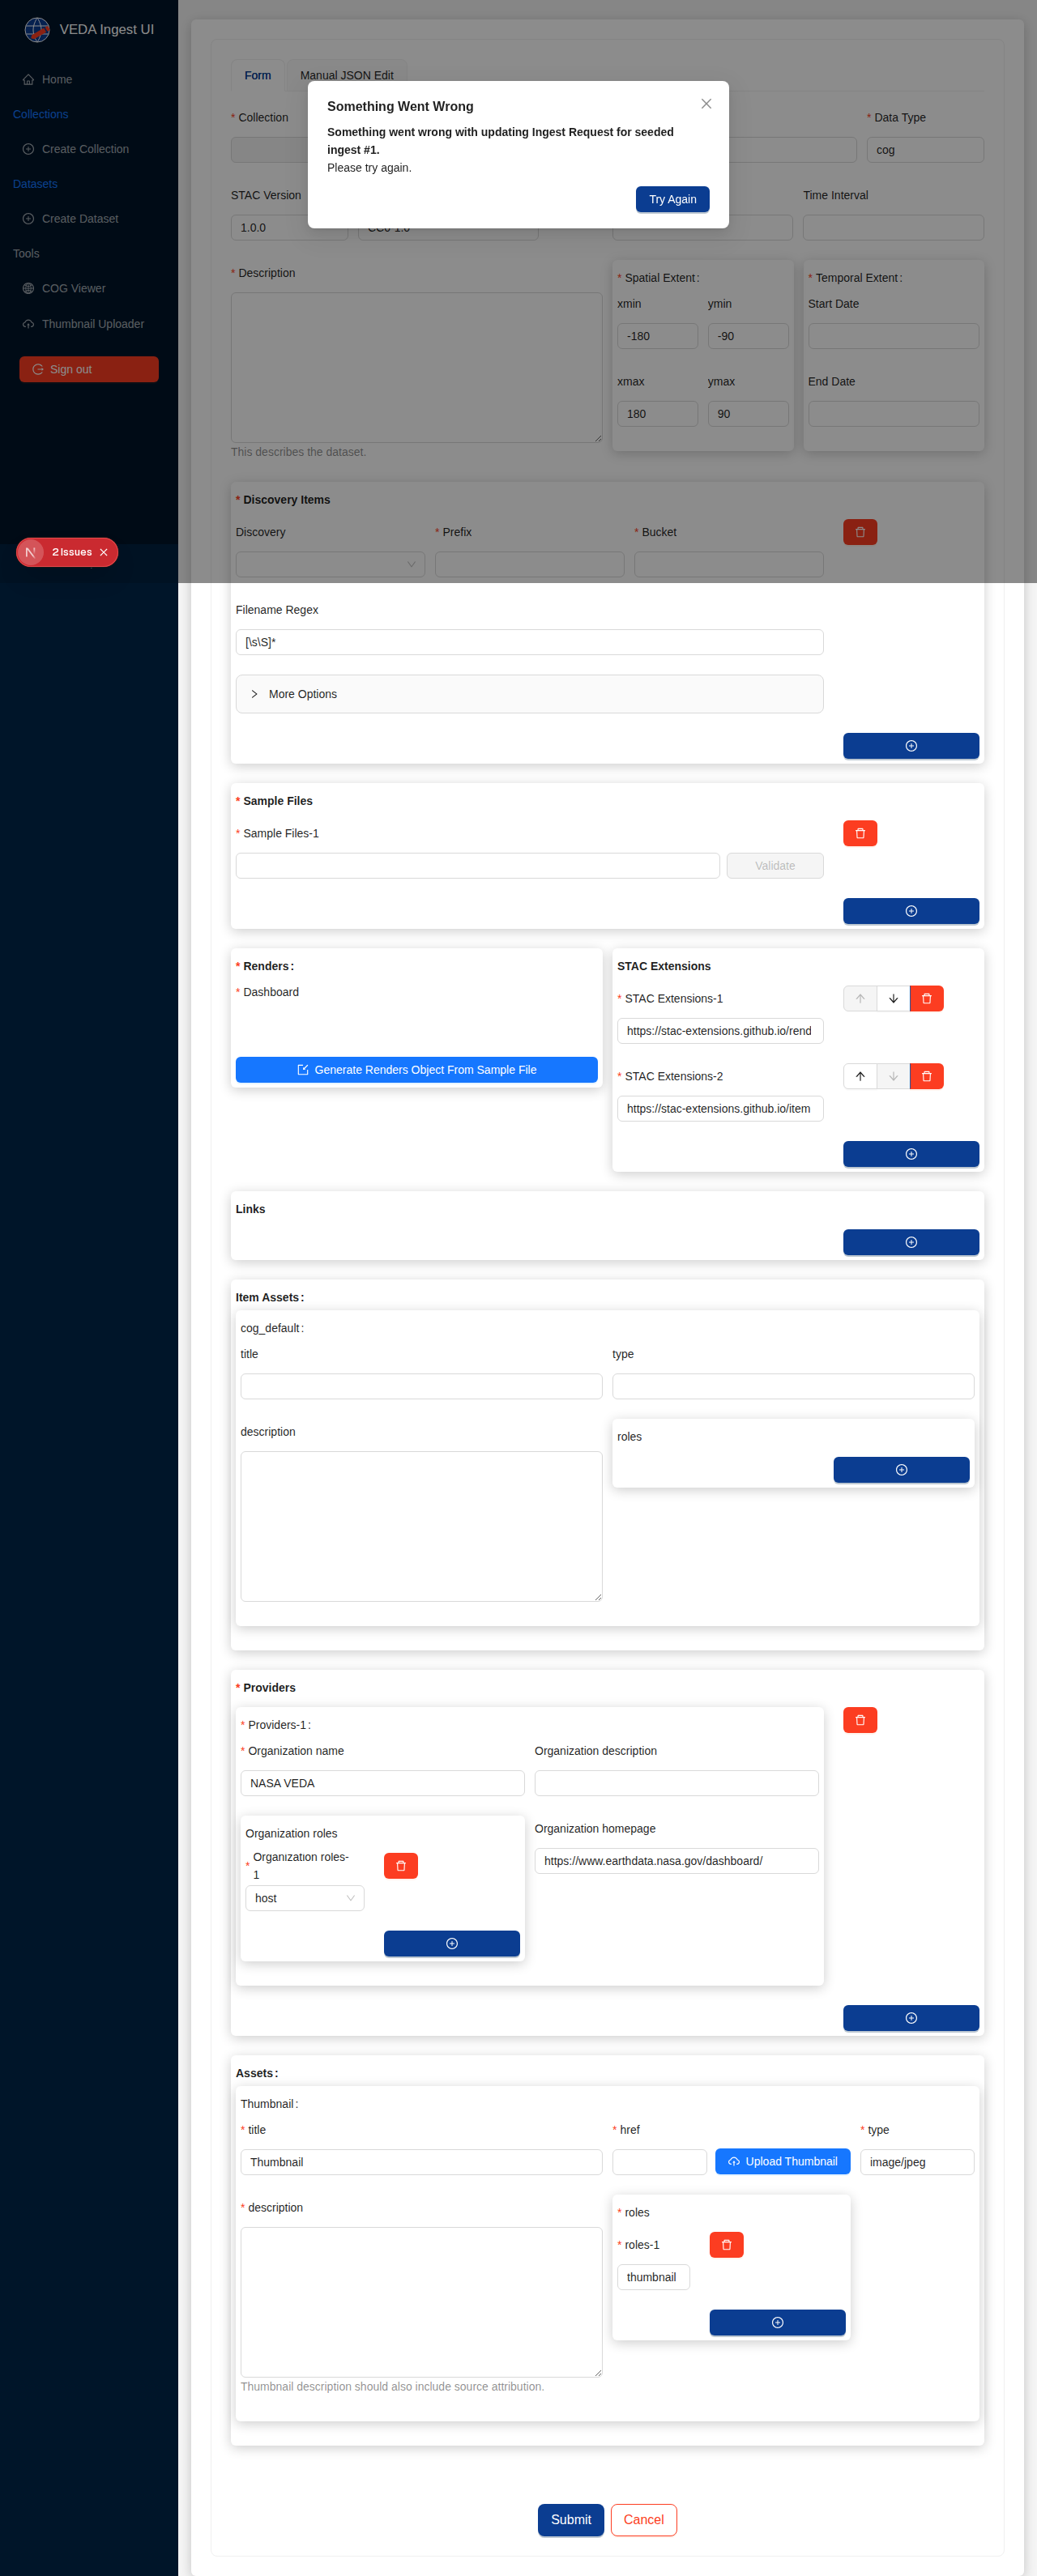 VEDA Ingest UI
Home
Collections
Create Collection
Datasets
Create Dataset
Tools
COG Viewer
Thumbnail Uploader
Sign out
2 Issues
Form
Manual JSON Edit
Something Went Wrong
Something went wrong with updating Ingest Request for seeded
ingest #1.
Please try again.
Try Again
* Collection
* Data Type
cog
STAC Version
Time Interval
1.0.0
* Description
This describes the dataset.
* Spatial Extent:
xmin
ymin
-180
-90
xmax
ymax
180
90
* Temporal Extent:
Start Date
End Date
* Discovery Items
Discovery
* Prefix
* Bucket
Filename Regex
[\s\S]*
More Options
* Sample Files
* Sample Files-1
Validate
* Renders:
* Dashboard
Generate Renders Object From Sample File
STAC Extensions
* STAC Extensions-1
https://stac-extensions.github.io/rend
* STAC Extensions-2
https://stac-extensions.github.io/item
Links
Item Assets:
cog_default:
title
type
description
roles
* Providers
* Providers-1:
* Organization name
Organization description
NASA VEDA
Organization roles
* Organization roles-
1
host
Organization homepage
https://www.earthdata.nasa.gov/dashboard/
Assets:
Thumbnail:
* title
* href
* type
Thumbnail
Upload Thumbnail
image/jpeg
* description
Thumbnail description should also include source attribution.
* roles
* roles-1
thumbnail
Submit
Cancel